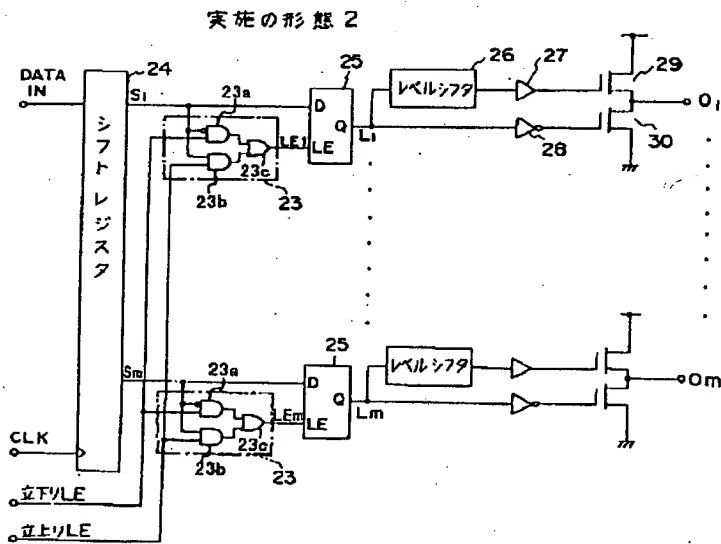 実施の形態 2
DATA IN
24
S1
23a
25
26
27
29
レベルシフタ
D
Q
LE
LE1
L1
O1
30
28
23b
23c
23
シフトレジスタ
Sm
23a
25
レベルシフタ
D
Q
LE
LEm
Lm
Om
23b
23c
23
CLK
立下りLE
立上りLE